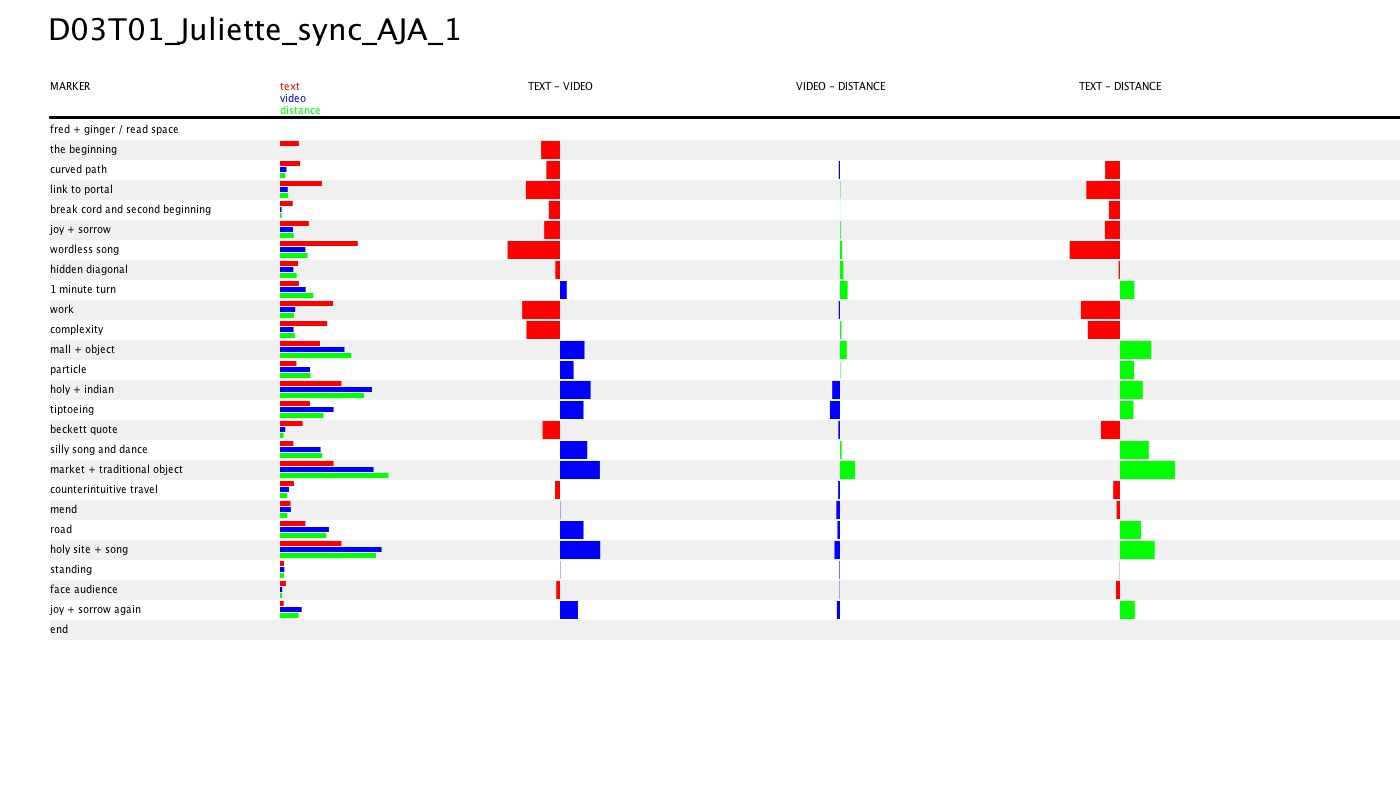 D03T01_Juliette_sync_AJA_1
MARKER text TEXT – VIDEO VIDEO – DISTANCE TEXT – DISTANCE
video
distance
fred + ginger / read space
the beginning
curved path
link to portal
break cord and second beginning
joy + sorrow
wordless song
hidden diagonal
1 minute turn
work
complexity
mall + object
particle
holy + indian
tiptoeing
beckett quote
silly song and dance
market + traditional object
counterintuitive travel
mend
road
holy site + song
standing
face audience
joy + sorrow again
end